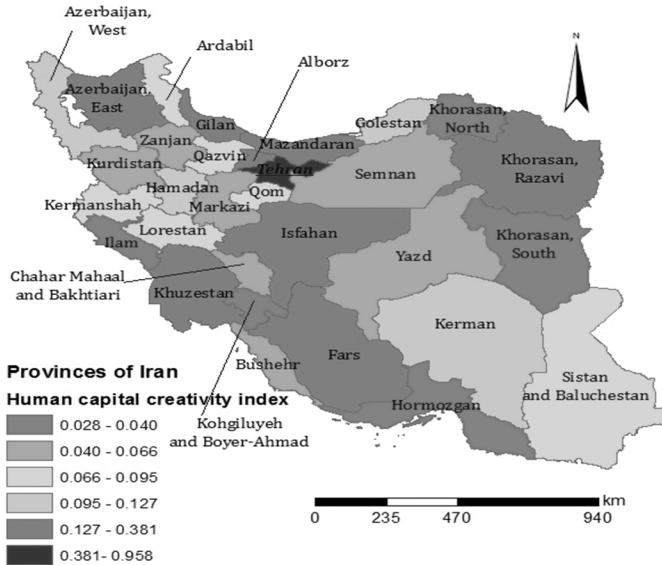 Azerbaijan,
West
Ardabil
Alborz
N
Azerbaijan,
East
Gilan
Golestan
Khorasan,
North
Zanjan
Qazvin
Mazandaran
Kurdistan
Tehran
Semnan
Khorasan,
Razavi
Hamadan
Qom
Kermanshah
Markazi
Lorestan
Isfahan
Ilam
Khorasan,
South
Yazd
Chahar Mahaal
and Bakhtiari
Khuzestan
Kerman
Bushehr
Fars
Sistan
and Baluchestan
Hormozgan
Kohgiluyeh
and Boyer-Ahmad
Provinces of Iran
Human capital creativity index
0.028 - 0.040
0.040 - 0.066
0.066 - 0.095
0.095 - 0.127
0.127 - 0.381
0.381- 0.958
km
0 235 470 940